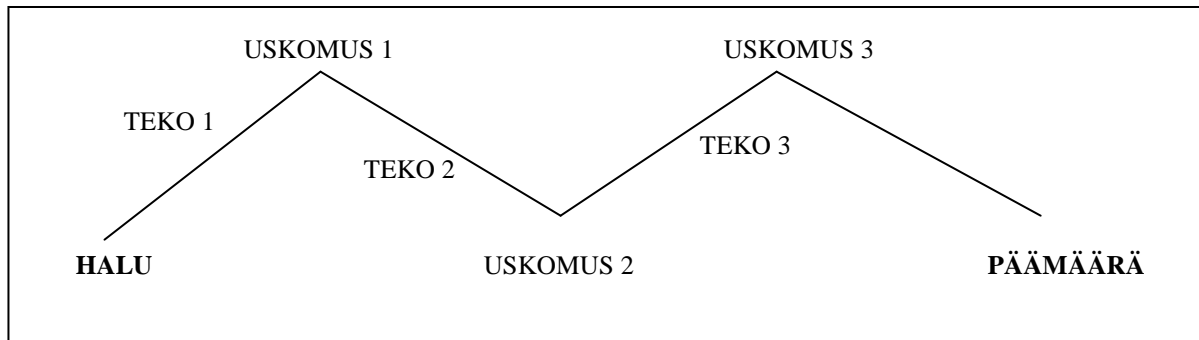 USKOMUS 1
USKOMUS 3
TEKO 1
TEKO 2
TEKO 3
HALU
USKOMUS 2
PÄÄMÄÄRÄ